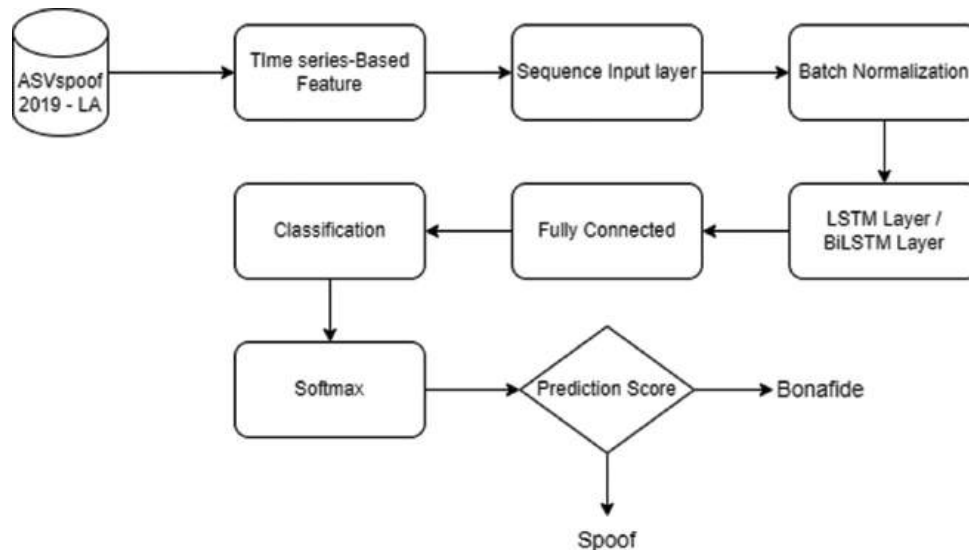 ASVspoof
2019 - LA
TIme series-Based
Feature
Sequence Input layer
Batch Normalization
LSTM Layer /
BiLSTM Layer
Fully Connected
Classification
Softmax
Prediction Score
Bonafide
Spoof